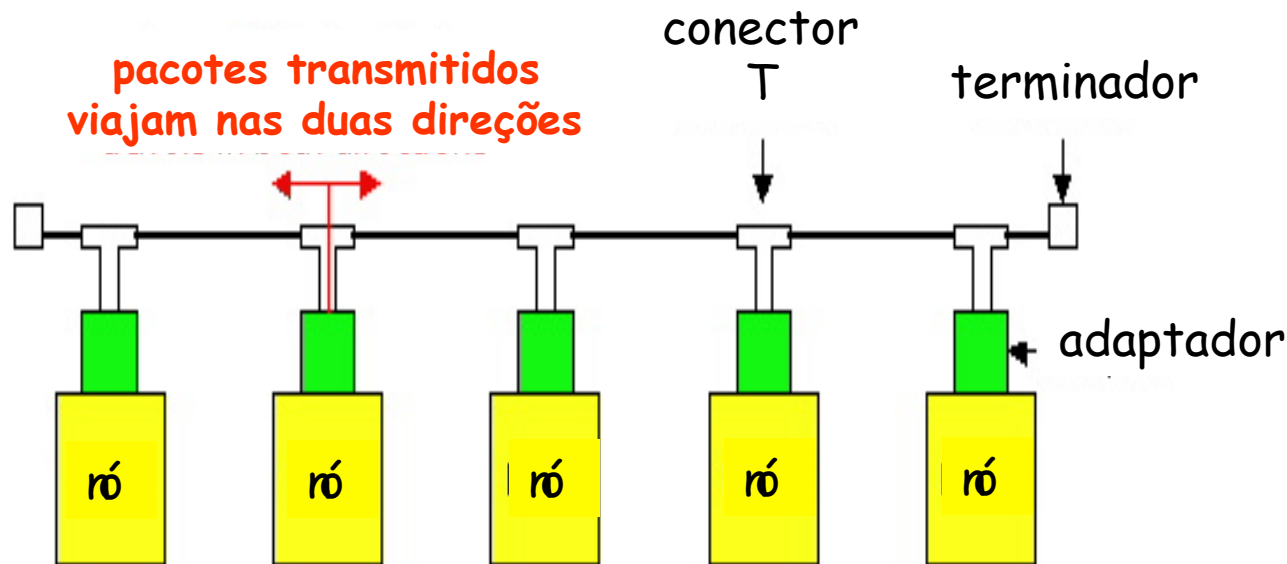 pacotes transmitidos
viajam nas duas direções
conector
T
terminador
adaptador
nó
nó
nó
nó
nó